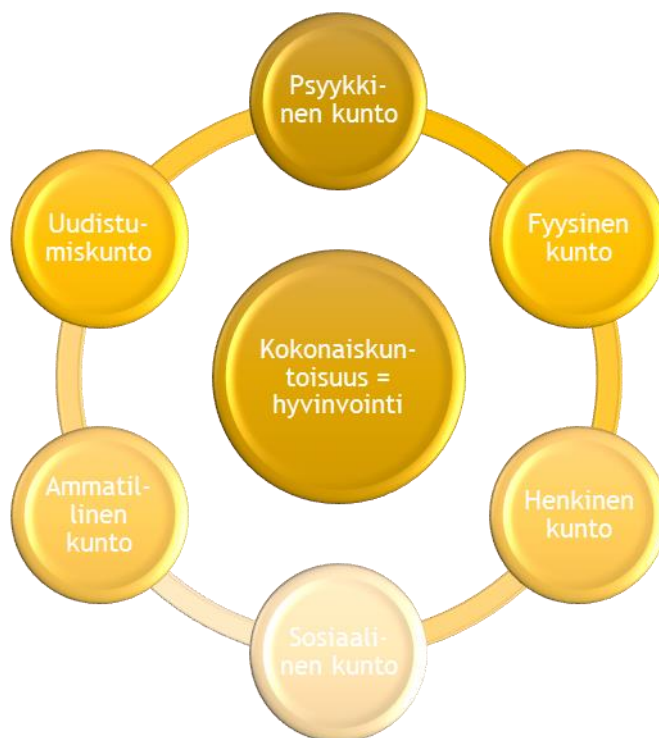 Psyykki-
nen kunto
Fyysinen
kunto
Henkinen
kunto
Sosiaali-
nen kunto
Ammatil-
linen
kunto
Uudistu-
miskunto
Kokonaiskun-
toisuus =
hyvinvointi